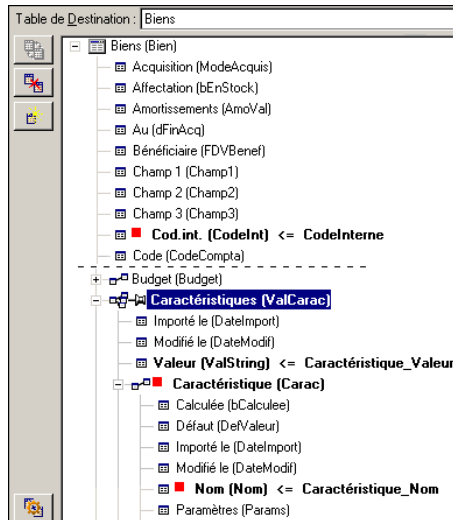 Table de Destination : Biens
Biens (Bien)
Acquisition (ModeAcquis)
Affectation (bEnStock)
Amortissements (AmoVal)
Au (dFinAcq)
Bénéficiaire (FDVBenef)
Champ 1 (Champ1)
Champ 2 (Champ2)
Champ 3 (Champ3)
Cod.int. (CodeInt) <= CodeInterne
Code (CodeCompta)
Budget (Budget)
Caractéristiques (ValCarac)
Importé le (DateImport)
Modifié le (DateModif)
Valeur (ValString) <= Caractéristique_Valeur
Caractéristique (Carac)
Calculée (bCalculee)
Défaut (DefValeur)
Importé le (DateImport)
Modifié le (DateModif)
Nom (Nom) <= Caractéristique_Nom
Paramètres (Params)